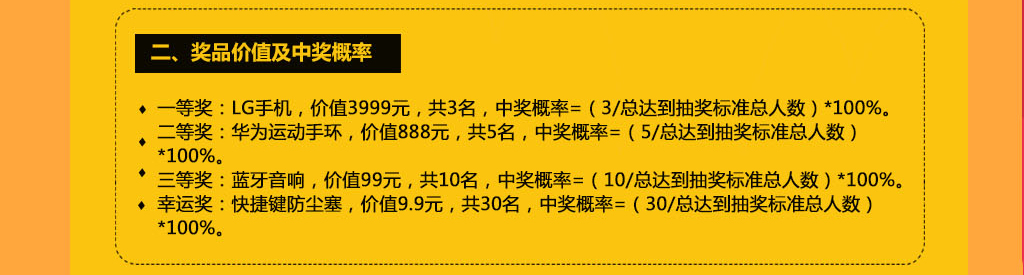 二、奖品价值及中奖概率
一等奖：LG手机，价值3999元，共3名，中奖概率=（3/总达到抽奖标准总人数）*100%。
二等奖：华为运动手环，价值888元，共5名，中奖概率=（5/总达到抽奖标准总人数）
*100%。
三等奖：蓝牙音响，价值99元，共10名，中奖概率=（10/总达到抽奖标准总人数）*100%。
幸运奖：快捷键防尘塞，价值9.9元，共30名，中奖概率=（30/总达到抽奖标准总人数）
*100%。